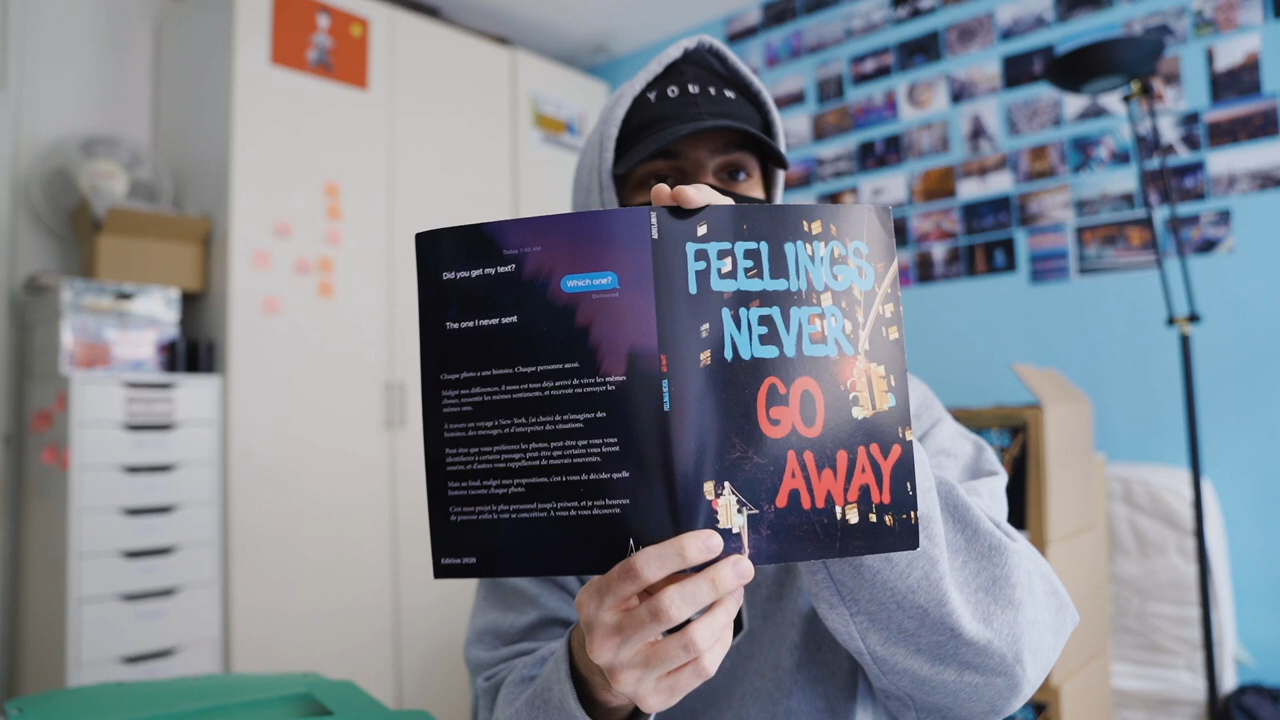 YOUTH
Today 1:40 AM
Did you get my text?
Which one?
Delivered
The one I never sent
Chaque photo a une histoire. Chaque personne aussi.
Malgré nos différences, il nous est tous déjà arrivé de vivre les mêmes
choses, ressentir les mêmes sentiments, et recevoir ou envoyer les
mêmes sms.
À travers un voyage à New-York, j'ai choisi de m'imaginer des
histoires, des messages, et d'interpréter des situations.
Peut-être que vous préférerez les photos, peut-être que vous vous
identifierez à certains passages, peut-être que certains vous feront
sourire, et d'autres vous rappelleront de mauvais souvenirs.
Mais au fond, malgré mes propositions, c'est à vous de décider quelle
histoire raconte chaque photo.
C'est mon projet le plus personnel jusqu'à présent, et je suis heureux
de pouvoir enfin le voir se concrétiser. À vous de vous découvrir.
Edition 2020
FEELINGS NEVER GO AWAY
FEELINGS
NEVER
GO
AWAY